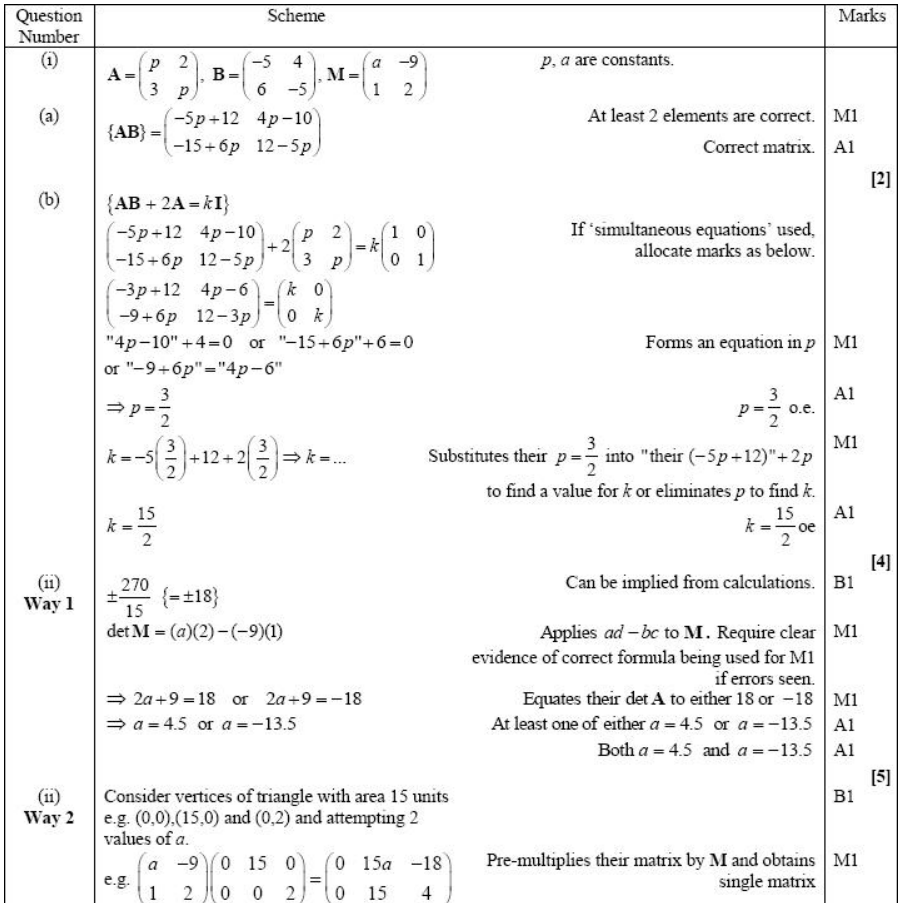 Question Number Scheme Marks
(i) A = (p 2; 3 p), B = (-5 4; 6 -5), M = (a -9; 1 2) p, a are constants.
(a) {AB} = (-5p+12 4p-10; -15+6p 12-5p) At least 2 elements are correct. M1
Correct matrix. A1
[2]
(b) {AB + 2A = kI}
(-5p+12 4p-10; -15+6p 12-5p) + 2(p 2; 3 p) = k(1 0; 0 1) If 'simultaneous equations' used, allocate marks as below.
(-3p+12 4p-6; -9+6p 12-3p) = (k 0; 0 k)
"4p-10"+4=0 or "-15+6p"+6=0 Forms an equation in p M1
or "-9+6p"="4p-6"
⇒ p = 3/2 p = 3/2 o.e. A1
k = -5(3/2)+12+2(3/2) ⇒ k = ... Substitutes their p = 3/2 into "their (-5p+12)"+2p M1
to find a value for k or eliminates p to find k.
k = 15/2 k = 15/2 oe A1
[4]
(ii) Way 1 ±270/15 {=±18} Can be implied from calculations. B1
det M = (a)(2) - (-9)(1) Applies ad - bc to M. Require clear M1
evidence of correct formula being used for M1
if errors seen.
⇒ 2a+9=18 or 2a+9=-18 Equates their det A to either 18 or -18 M1
⇒ a = 4.5 or a = -13.5 At least one of either a = 4.5 or a = -13.5 A1
Both a = 4.5 and a = -13.5 A1
[5]
(ii) Way 2 Consider vertices of triangle with area 15 units B1
e.g. (0,0),(15,0) and (0,2) and attempting 2
values of a.
e.g. (a -9; 1 2)(0 15 0; 0 0 2) = (0 15a -18; 0 15 4) Pre-multiplies their matrix by M and obtains single matrix M1